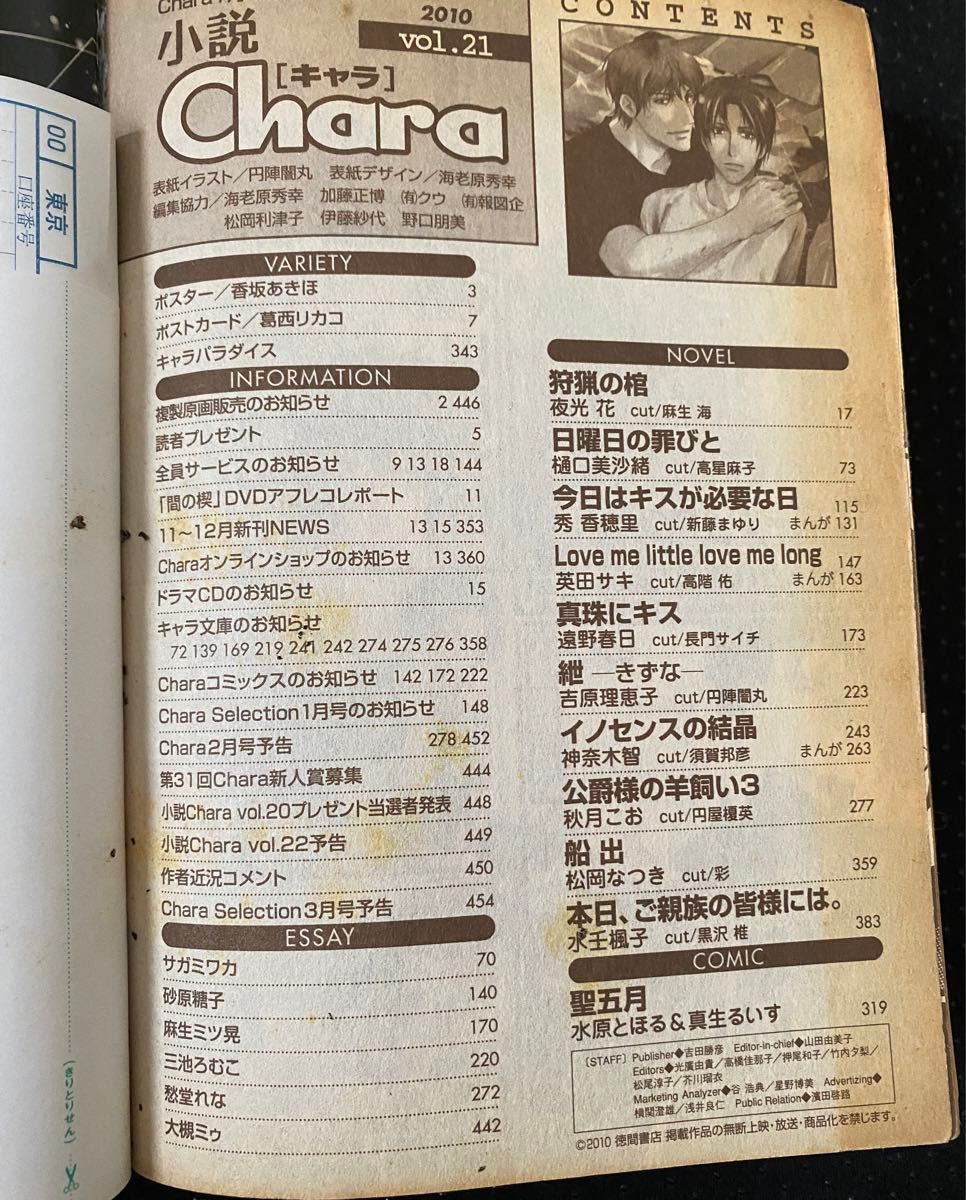 00 東京
口座番号
(きりとりせん)
小説
2010
vol.21
[キャラ]
Chara
表紙イラスト／円陣闇丸 表紙デザイン／海老原秀幸
編集協力／海老原秀幸 加藤正博 ㈲クウ ㈲報図企
松岡利津子 伊藤紗代 野口朋美
VARIETY
ポスター／香坂あきほ 3
ポストカード／葛西リカコ 7
キャラパラダイス 343
INFORMATION
複製原画販売のお知らせ 2 446
読者プレゼント 5
全員サービスのお知らせ 9 13 18 144
「間の楔」DVDアフレコレポート 11
11〜12月新刊NEWS 13 15 353
Charaオンラインショップのお知らせ 13 360
ドラマCDのお知らせ 15
キャラ文庫のお知らせ
72 139 169 219 241 242 274 275 276 358
Charaコミックスのお知らせ 142 172 222
Chara Selection1月号のお知らせ 148
Chara2月号予告 278 452
第31回Chara新人賞募集 444
小説Chara vol.20プレゼント当選者発表 448
小説Chara vol.22予告 449
作者近況コメント 450
Chara Selection3月号予告 454
ESSAY
サガミワカ 70
砂原糖子 140
麻生ミツ晃 170
三池ろむこ 220
愁堂れな 272
大槻ミゥ 442
CONTENTS
NOVEL
狩猟の棺
夜光 花 cut/麻生 海 17
日曜日の罪びと
樋口美沙緒 cut/高星麻子 73
今日はキスが必要な日 115
秀 香穂里 cut/新藤まゆり まんが 131
Love me little love me long 147
英田サキ cut/高階 佑 まんが 163
真珠にキス
遠野春日 cut/長門サイチ 173
紲 ―きずな―
吉原理恵子 cut/円陣闇丸 223
イノセンスの結晶 243
神奈木智 cut/須賀邦彦 まんが 263
公爵様の羊飼い3
秋月こお cut/円屋榎英 277
船 出
松岡なつき cut/彩 359
本日、ご親族の皆様には。
水壬楓子 cut/黒沢 椎 383
COMIC
聖五月
水原とほる＆真生るいす 319
〔STAFF〕Publisher◆吉田勝彦 Editor-in-chief◆山田由美子
Editors◆光廣由貴／高橋佳那子／押尾和子／竹内夕梨／
松尾淳子／芥川瑠衣
Marketing Analyzer◆谷 浩典／星野博美 Advertizing◆
横関澄雄／浅井良仁 Public Relation◆濱田啓路
©2010 徳間書店 掲載作品の無断上映・放送・商品化を禁じます。